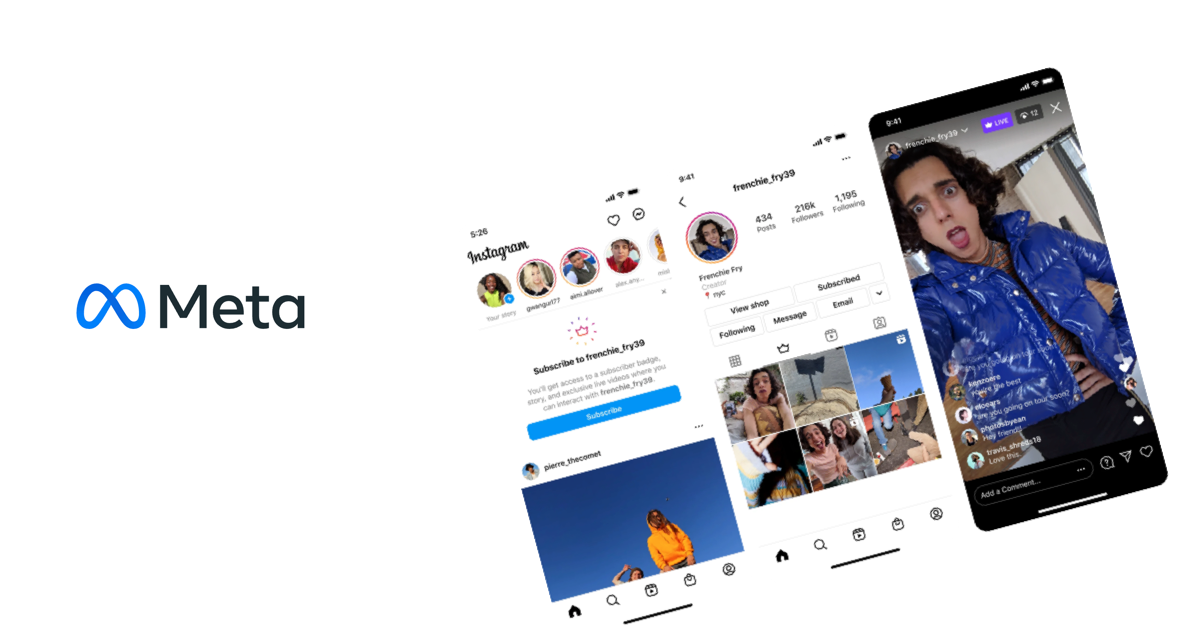 Meta
5:26
Instagram
Your story
gwangurl77
aimi.allover
alex.any...
Subscribe to frenchie_fry39
You'll get access to a subscriber badge,
story, and exclusive live videos where you
can interact with frenchie_fry39.
Subscribe
pierre_thecomet
9:41
frenchie_fry39
434
Posts
216k
Followers
1,195
Following
Frenchie Fry
Creator
nyc
View shop
Subscribed
Following
Message
Email
9:41
frenchie_fry39
LIVE
12
kenzoere
You're the best
Are you going on tour soon?
photosbyean
Hey friend!
travis_shreds18
Love this.
Add a Comment...